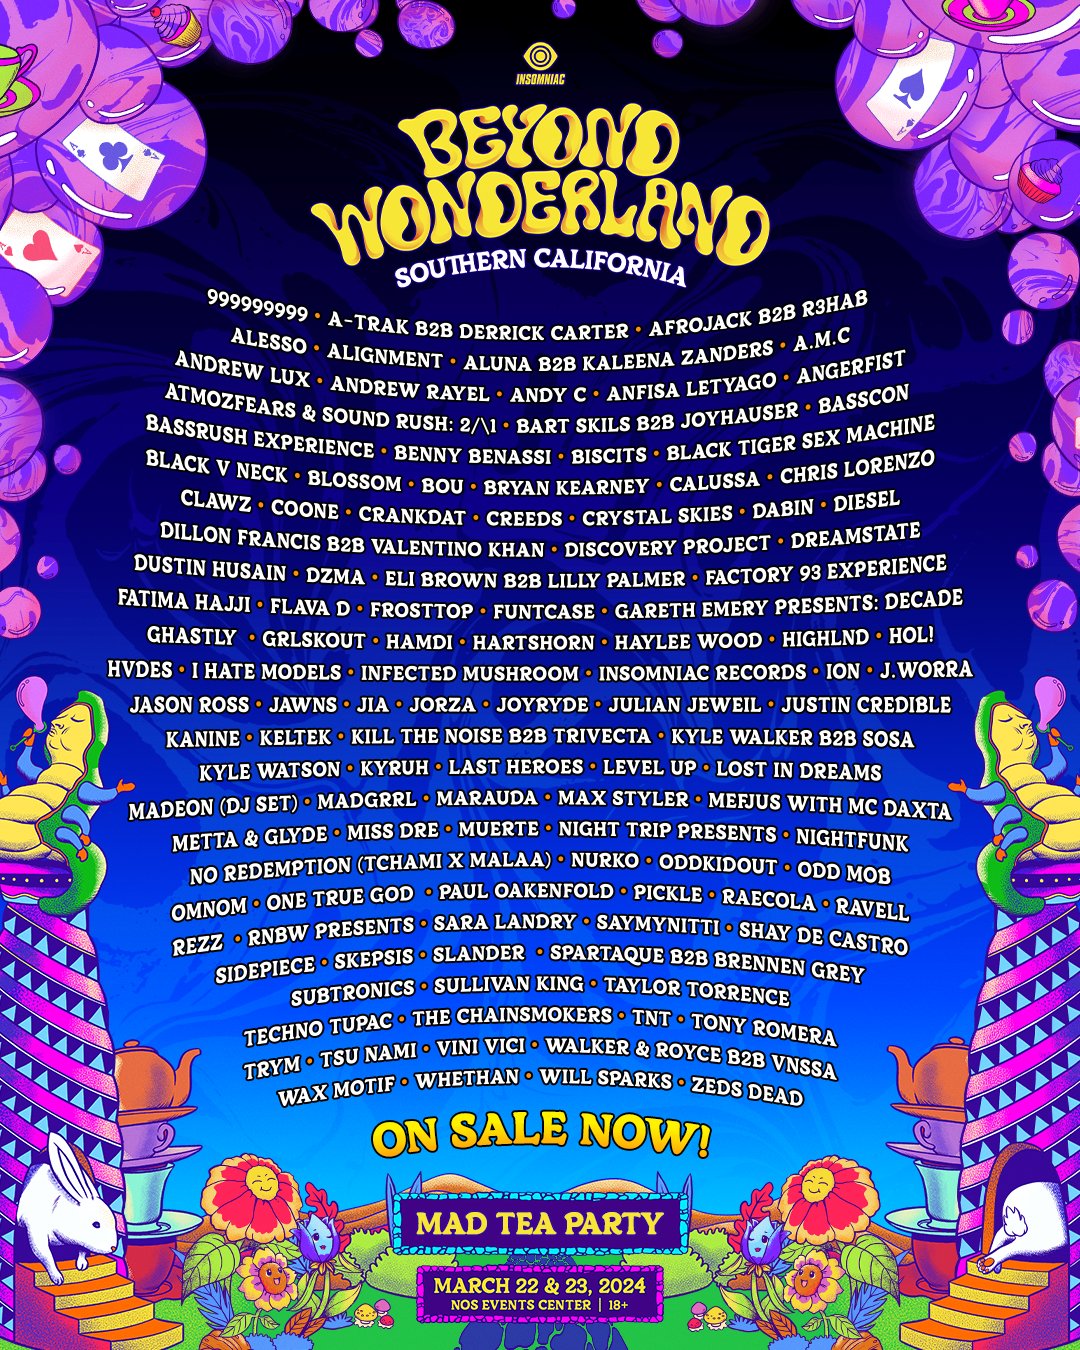 INSOMNIAC
BEYOND
WONDERLAND
SOUTHERN CALIFORNIA
999999999 • A-TRAK B2B DERRICK CARTER • AFROJACK B2B R3HAB
ALESSO • ALIGNMENT • ALUNA B2B KALEENA ZANDERS • A.M.C
ANDREW LUX • ANDREW RAYEL • ANDY C • ANFISA LETYAGO • ANGERFIST
ATMOZFEARS & SOUND RUSH: 2/\1 • BART SKILS B2B JOYHAUSER • BASSCON
BASSRUSH EXPERIENCE • BENNY BENASSI • BISCITS • BLACK TIGER SEX MACHINE
BLACK V NECK • BLOSSOM • BOU • BRYAN KEARNEY • CALUSSA • CHRIS LORENZO
CLAWZ • COONE • CRANKDAT • CREEDS • CRYSTAL SKIES • DABIN • DIESEL
DILLON FRANCIS B2B VALENTINO KHAN • DISCOVERY PROJECT • DREAMSTATE
DUSTIN HUSAIN • DZMA • ELI BROWN B2B LILLY PALMER • FACTORY 93 EXPERIENCE
FATIMA HAJJI • FLAVA D • FROSTTOP • FUNTCASE • GARETH EMERY PRESENTS: DECADE
GHASTLY • GRLSKOUT • HAMDI • HARTSHORN • HAYLEE WOOD • HIGHLND • HOL!
HVDES • I HATE MODELS • INFECTED MUSHROOM • INSOMNIAC RECORDS • ION • J.WORRA
JASON ROSS • JAWNS • JIA • JORZA • JOYRYDE • JULIAN JEWEIL • JUSTIN CREDIBLE
KANINE • KELTEK • KILL THE NOISE B2B TRIVECTA • KYLE WALKER B2B SOSA
KYLE WATSON • KYRUH • LAST HEROES • LEVEL UP • LOST IN DREAMS
MADEON (DJ SET) • MADGRRL • MARAUDA • MAX STYLER • MEFJUS WITH MC DAXTA
METTA & GLYDE • MISS DRE • MUERTE • NIGHT TRIP PRESENTS • NIGHTFUNK
NO REDEMPTION (TCHAMI X MALAA) • NURKO • ODDKIDOUT • ODD MOB
OMNOM • ONE TRUE GOD • PAUL OAKENFOLD • PICKLE • RAECOLA • RAVELL
REZZ • RNBW PRESENTS • SARA LANDRY • SAYMYNITTI • SHAY DE CASTRO
SIDEPIECE • SKEPSIS • SLANDER • SPARTAQUE B2B BRENNEN GREY
SUBTRONICS • SULLIVAN KING • TAYLOR TORRENCE
TECHNO TUPAC • THE CHAINSMOKERS • TNT • TONY ROMERA
TRYM • TSU NAMI • VINI VICI • WALKER & ROYCE B2B VNSSA
WAX MOTIF • WHETHAN • WILL SPARKS • ZEDS DEAD
ON SALE NOW!
MAD TEA PARTY
MARCH 22 & 23, 2024
NOS EVENTS CENTER | 18+